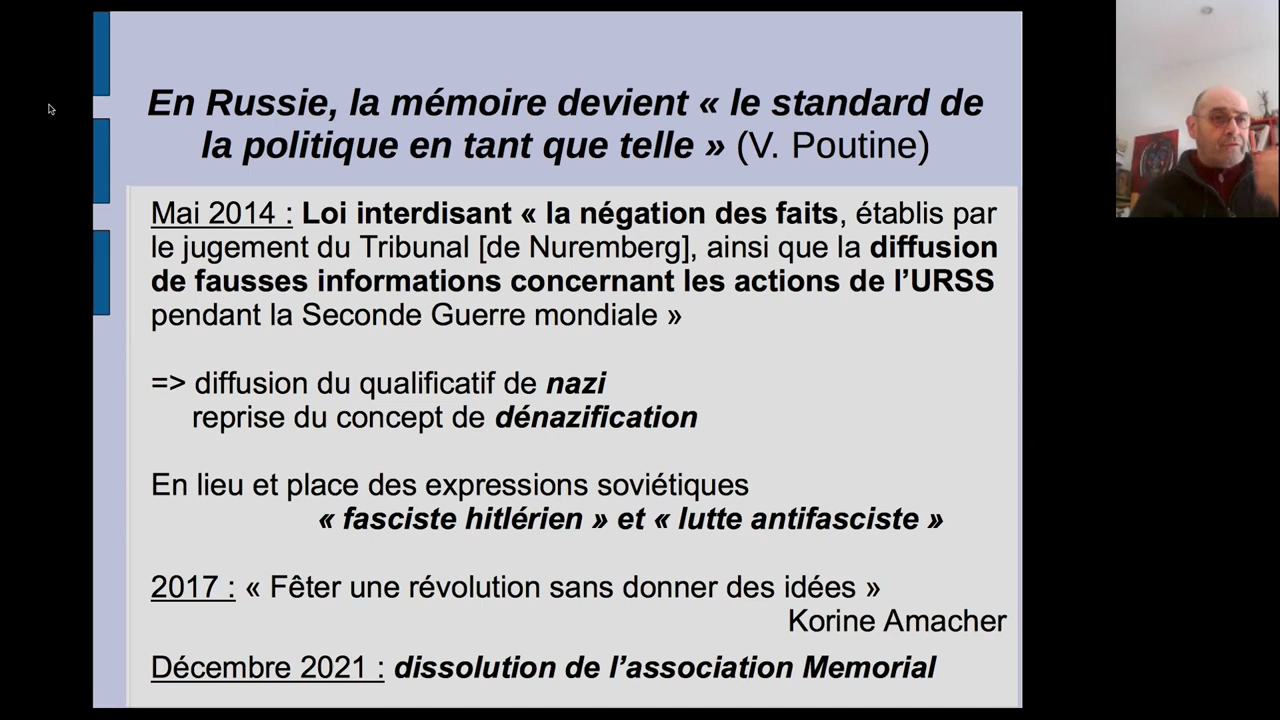 En Russie, la mémoire devient « le standard de
la politique en tant que telle » (V. Poutine)
Mai 2014 : Loi interdisant « la négation des faits, établis par
le jugement du Tribunal [de Nuremberg], ainsi que la diffusion
de fausses informations concernant les actions de l’URSS
pendant la Seconde Guerre mondiale »
=> diffusion du qualificatif de nazi
reprise du concept de dénazification
En lieu et place des expressions soviétiques
« fasciste hitlérien » et « lutte antifasciste »
2017 : « Fêter une révolution sans donner des idées »
Korine Amacher
Décembre 2021 : dissolution de l’association Memorial